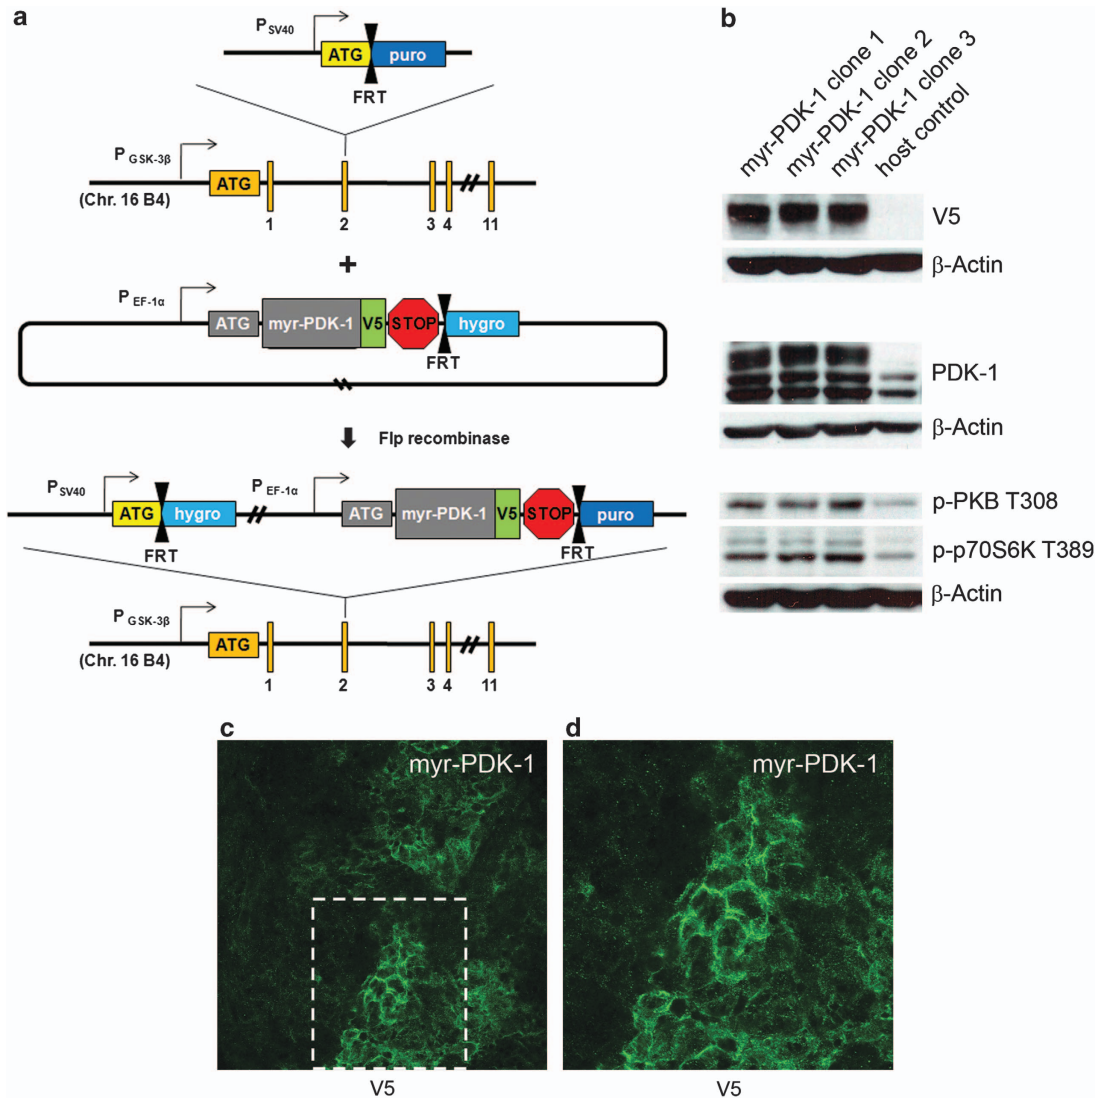 a
P SV40
ATG puro
FRT
P GSK-3β
(Chr. 16 B4)
ATG
1 2 3 4 11
+
P EF-1α
ATG myr-PDK-1 V5 STOP hygro
FRT
Flp recombinase
P SV40 P EF-1α
ATG hygro ATG myr-PDK-1 V5 STOP puro
FRT FRT
P GSK-3β
(Chr. 16 B4)
ATG
1 2 3 4 11
b
myr-PDK-1 clone 1
myr-PDK-1 clone 2
myr-PDK-1 clone 3
host control
V5
β-Actin
PDK-1
β-Actin
p-PKB T308
p-p70S6K T389
β-Actin
c
myr-PDK-1
V5
d
myr-PDK-1
V5